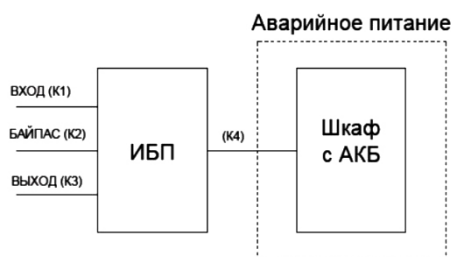 Аварийное питание
ВХОД (К1)
БАЙПАС (К2)
ВЫХОД (К3)
ИБП
(К4)
Шкаф
с АКБ